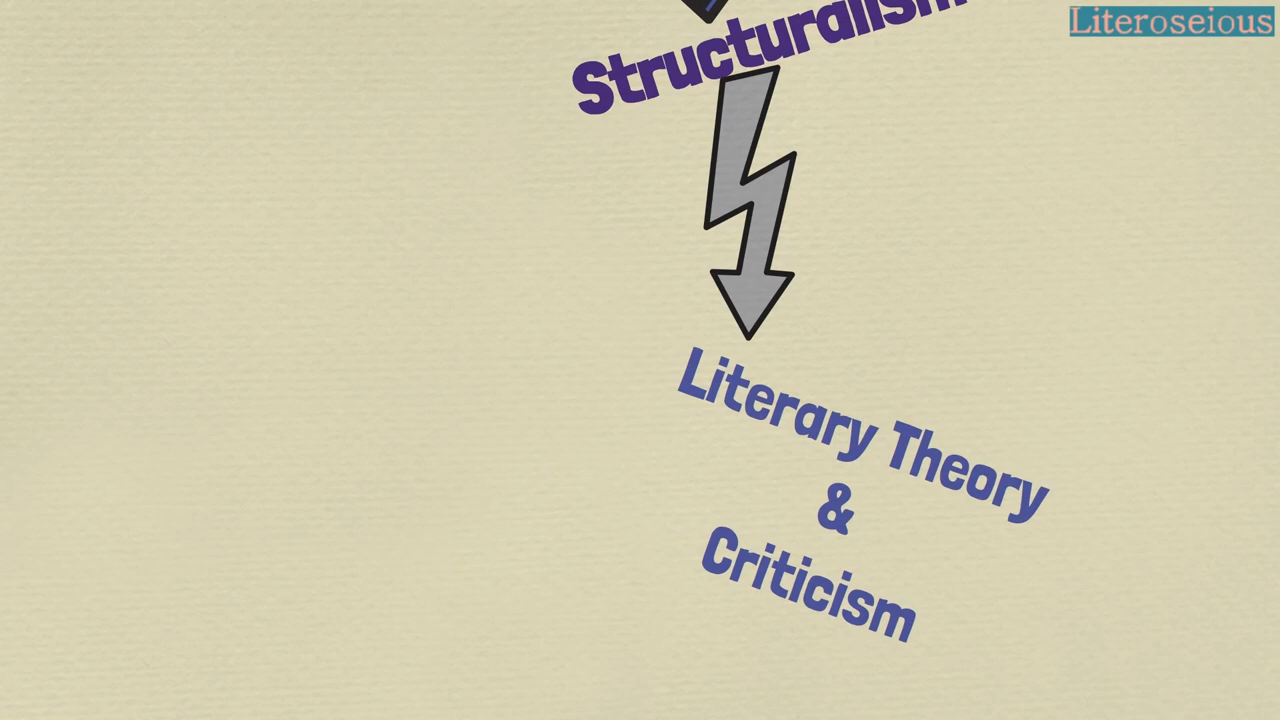 Literoseious
Structuralism
Literary Theory
&
Criticism